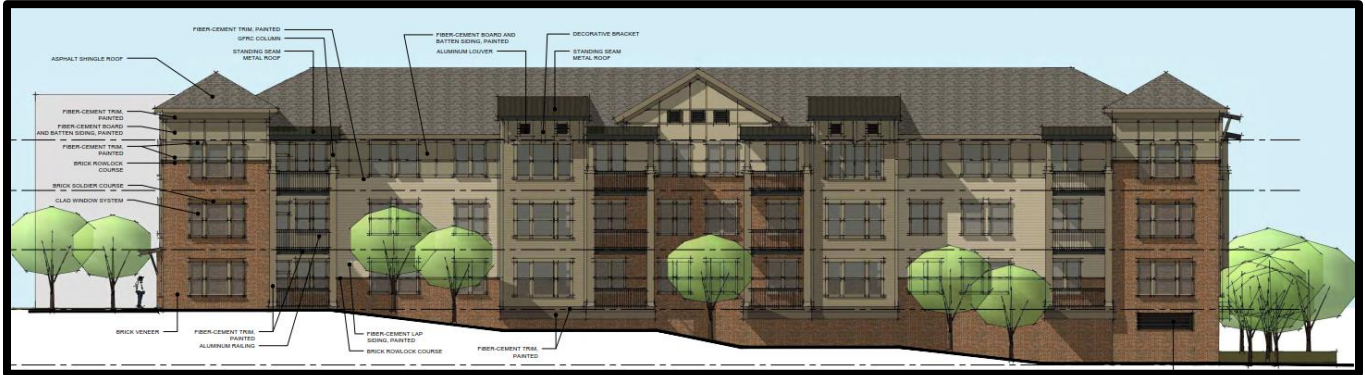 FIBER-CEMENT TRIM, PAINTED
GFRC COLUMN
STANDING SEAM
METAL ROOF
ASPHALT SHINGLE ROOF
FIBER-CEMENT BOARD AND
BATTEN SIDING, PAINTED
ALUMINUM LOUVER
DECORATIVE BRACKET
STANDING SEAM
METAL ROOF
FIBER-CEMENT TRIM,
PAINTED
FIBER-CEMENT BOARD
AND BATTEN SIDING, PAINTED
FIBER-CEMENT TRIM,
PAINTED
BRICK ROWLOCK
COURSE
BRICK SOLDIER COURSE
CLAD WINDOW SYSTEM
BRICK VENEER
FIBER-CEMENT TRIM,
PAINTED
ALUMINUM RAILING
FIBER-CEMENT LAP
SIDING, PAINTED
BRICK ROWLOCK COURSE
FIBER-CEMENT TRIM,
PAINTED